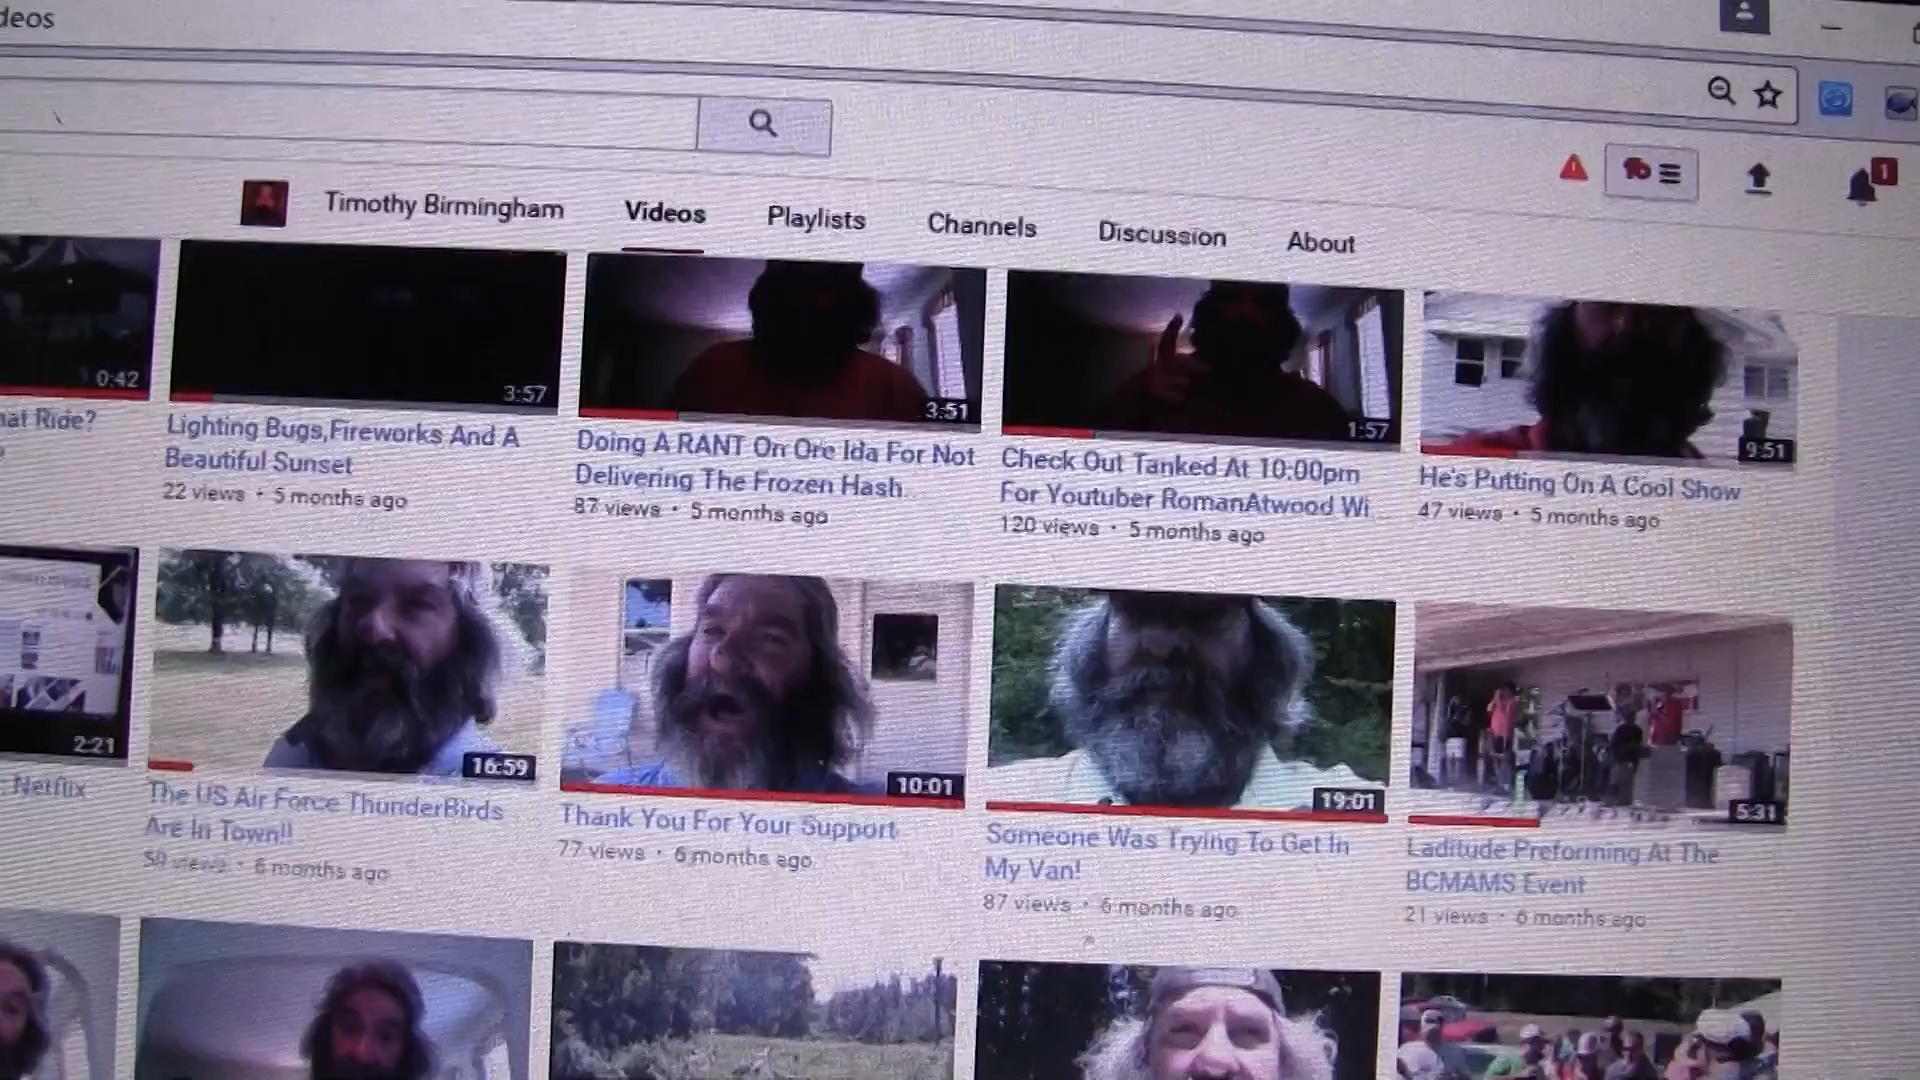 deos
1
Timothy Birmingham Videos Playlists Channels Discussion About
0:42 3:57 3:51 1:57 9:51
hat Ride?
Lighting Bugs,Fireworks And A
Beautiful Sunset
22 views · 5 months ago
Doing A RANT On Ore Ida For Not
Delivering The Frozen Hash...
87 views · 5 months ago
Check Out Tanked At 10:00pm
For Youtuber RomanAtwood Wi...
120 views · 5 months ago
He's Putting On A Cool Show
47 views · 5 months ago
2:21 16:59 10:01 19:01 5:31
Netflix
The US Air Force ThunderBirds
Are In Town!!
views · 6 months ago
Thank You For Your Support
77 views · 6 months ago
Someone Was Trying To Get In
My Van!
87 views · 6 months ago
Laditude Preforming At The
BCMAMS Event
21 views · 6 months ago